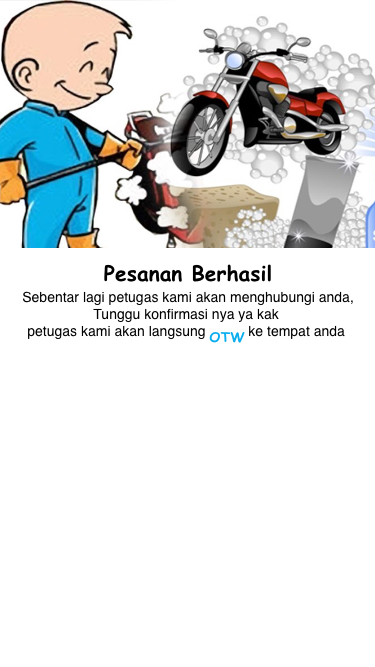 Pesanan Berhasil
Sebentar lagi petugas kami akan menghubungi anda,
Tunggu konfirmasi nya ya kak
petugas kami akan langsung OTW ke tempat anda